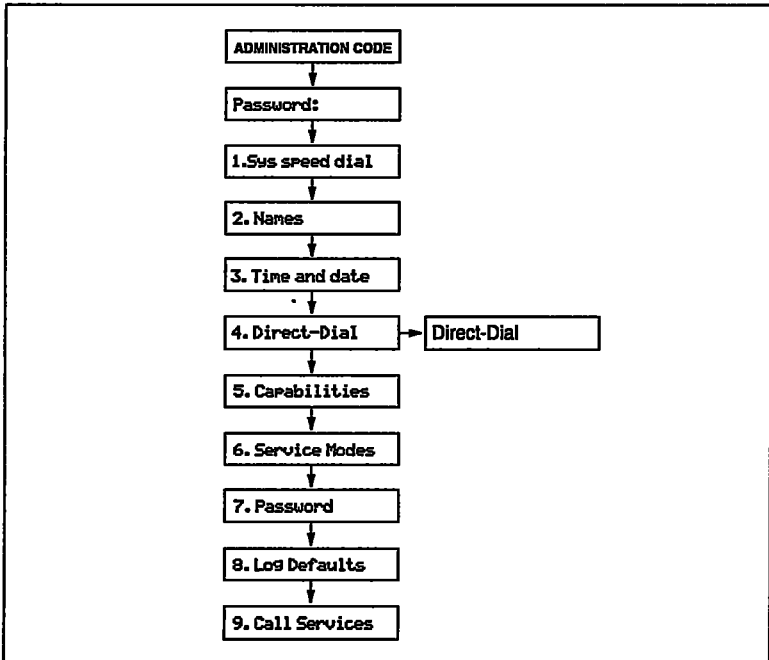 ADMINISTRATION CODE
Password:
1.Sys speed dial
2. Names
3. Time and date
4. Direct-Dial
Direct-Dial
5. Capabilities
6. Service Modes
7. Password
8. Log Defaults
9. Call Services